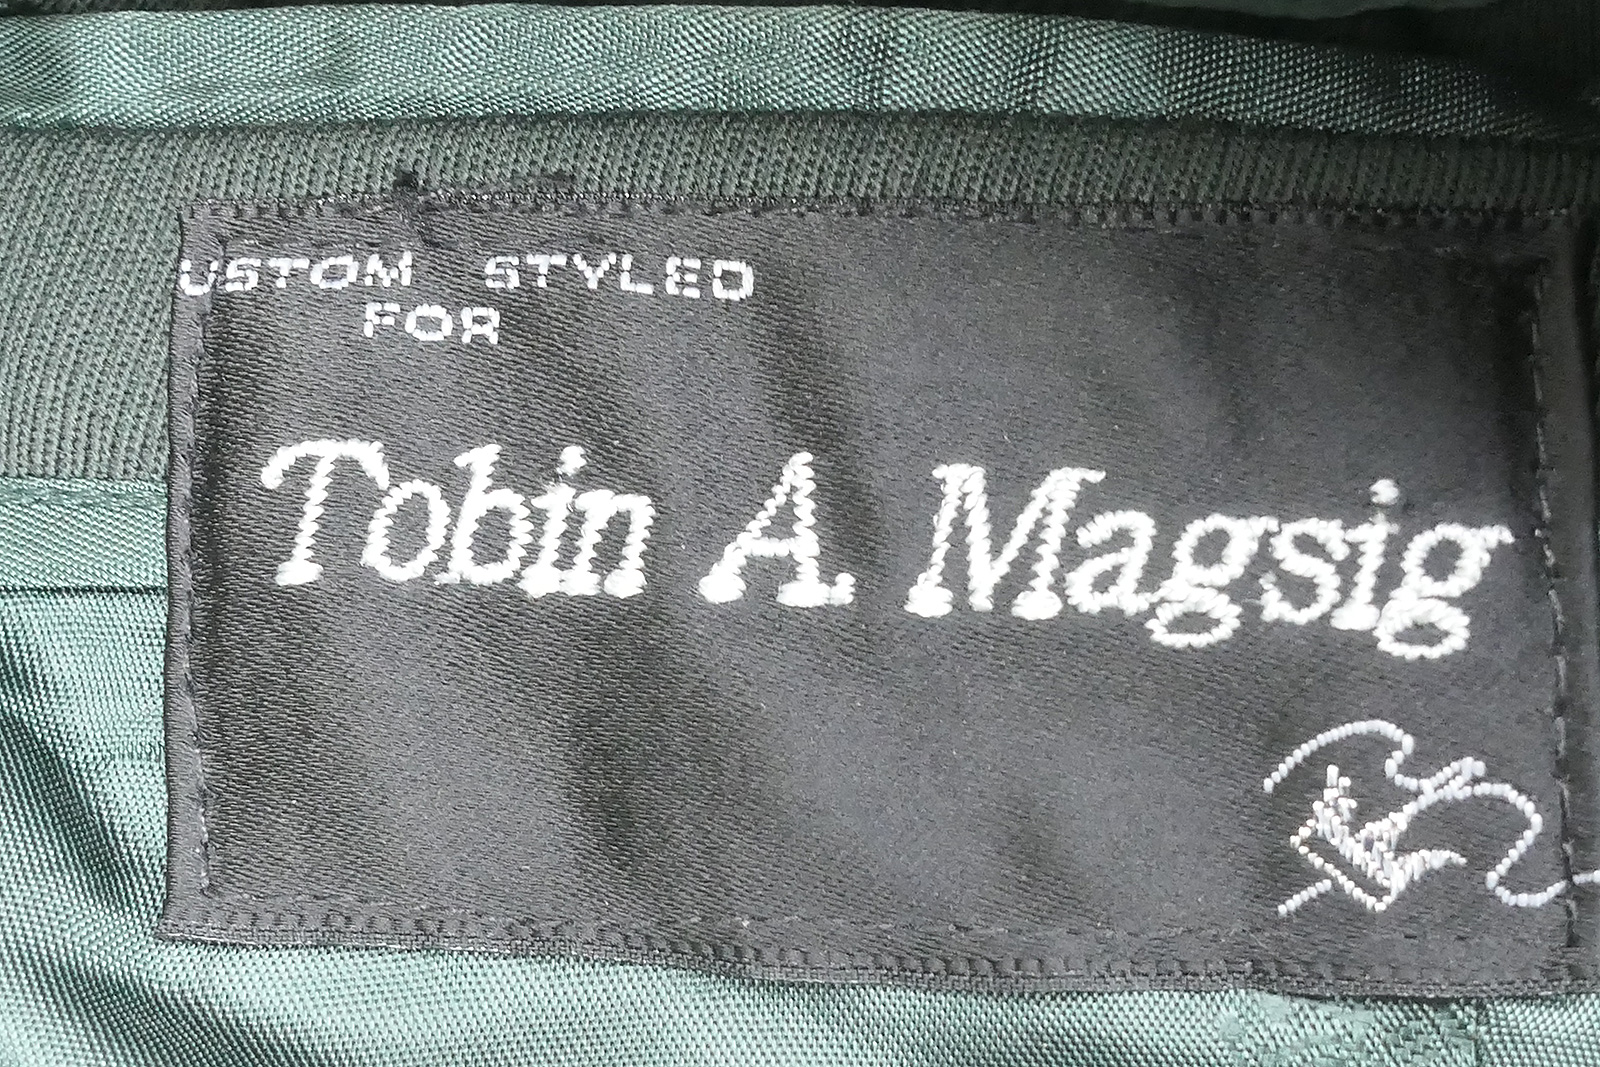 USTOM STYLED
FOR
Tobin A. Magsig